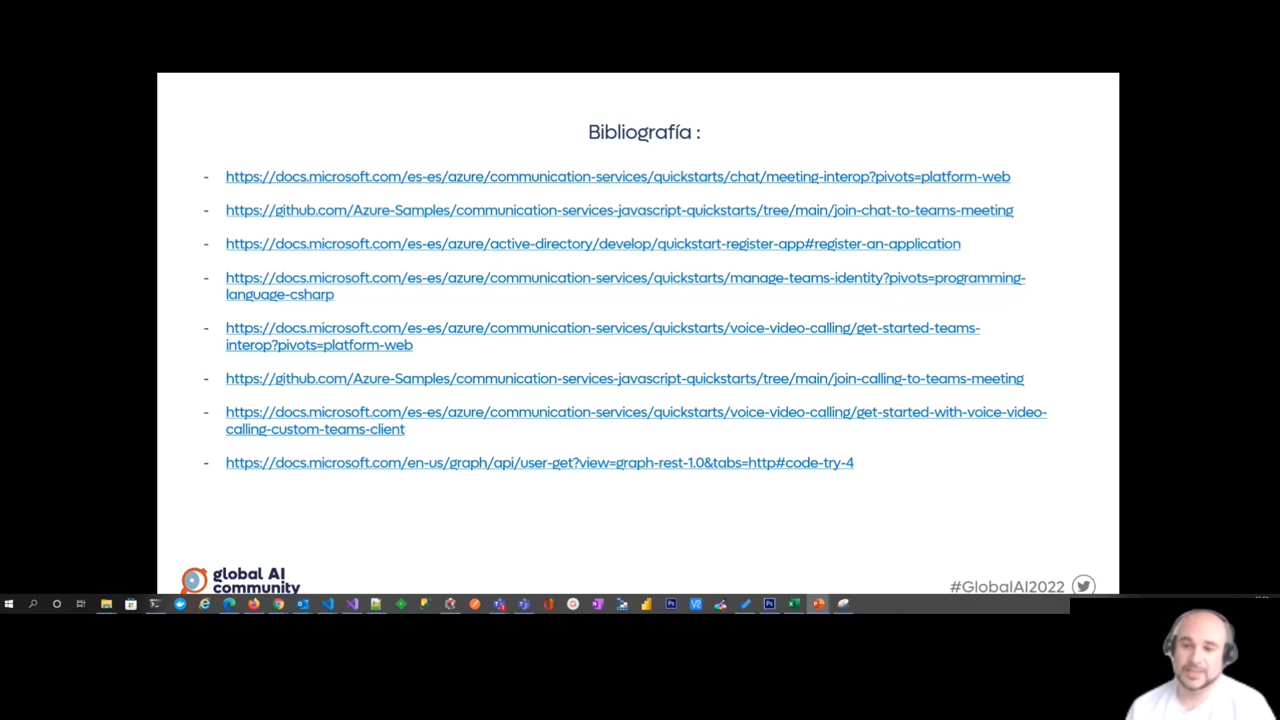 Bibliografía :
- https://docs.microsoft.com/es-es/azure/communication-services/quickstarts/chat/meeting-interop?pivots=platform-web
- https://github.com/Azure-Samples/communication-services-javascript-quickstarts/tree/main/join-chat-to-teams-meeting
- https://docs.microsoft.com/es-es/azure/active-directory/develop/quickstart-register-app#register-an-application
- https://docs.microsoft.com/es-es/azure/communication-services/quickstarts/manage-teams-identity?pivots=programming-
language-csharp
- https://docs.microsoft.com/es-es/azure/communication-services/quickstarts/voice-video-calling/get-started-teams-
interop?pivots=platform-web
- https://github.com/Azure-Samples/communication-services-javascript-quickstarts/tree/main/join-calling-to-teams-meeting
- https://docs.microsoft.com/es-es/azure/communication-services/quickstarts/voice-video-calling/get-started-with-voice-video-
calling-custom-teams-client
- https://docs.microsoft.com/en-us/graph/api/user-get?view=graph-rest-1.0&tabs=http#code-try-4
global AI
community
#GlobalAI2022